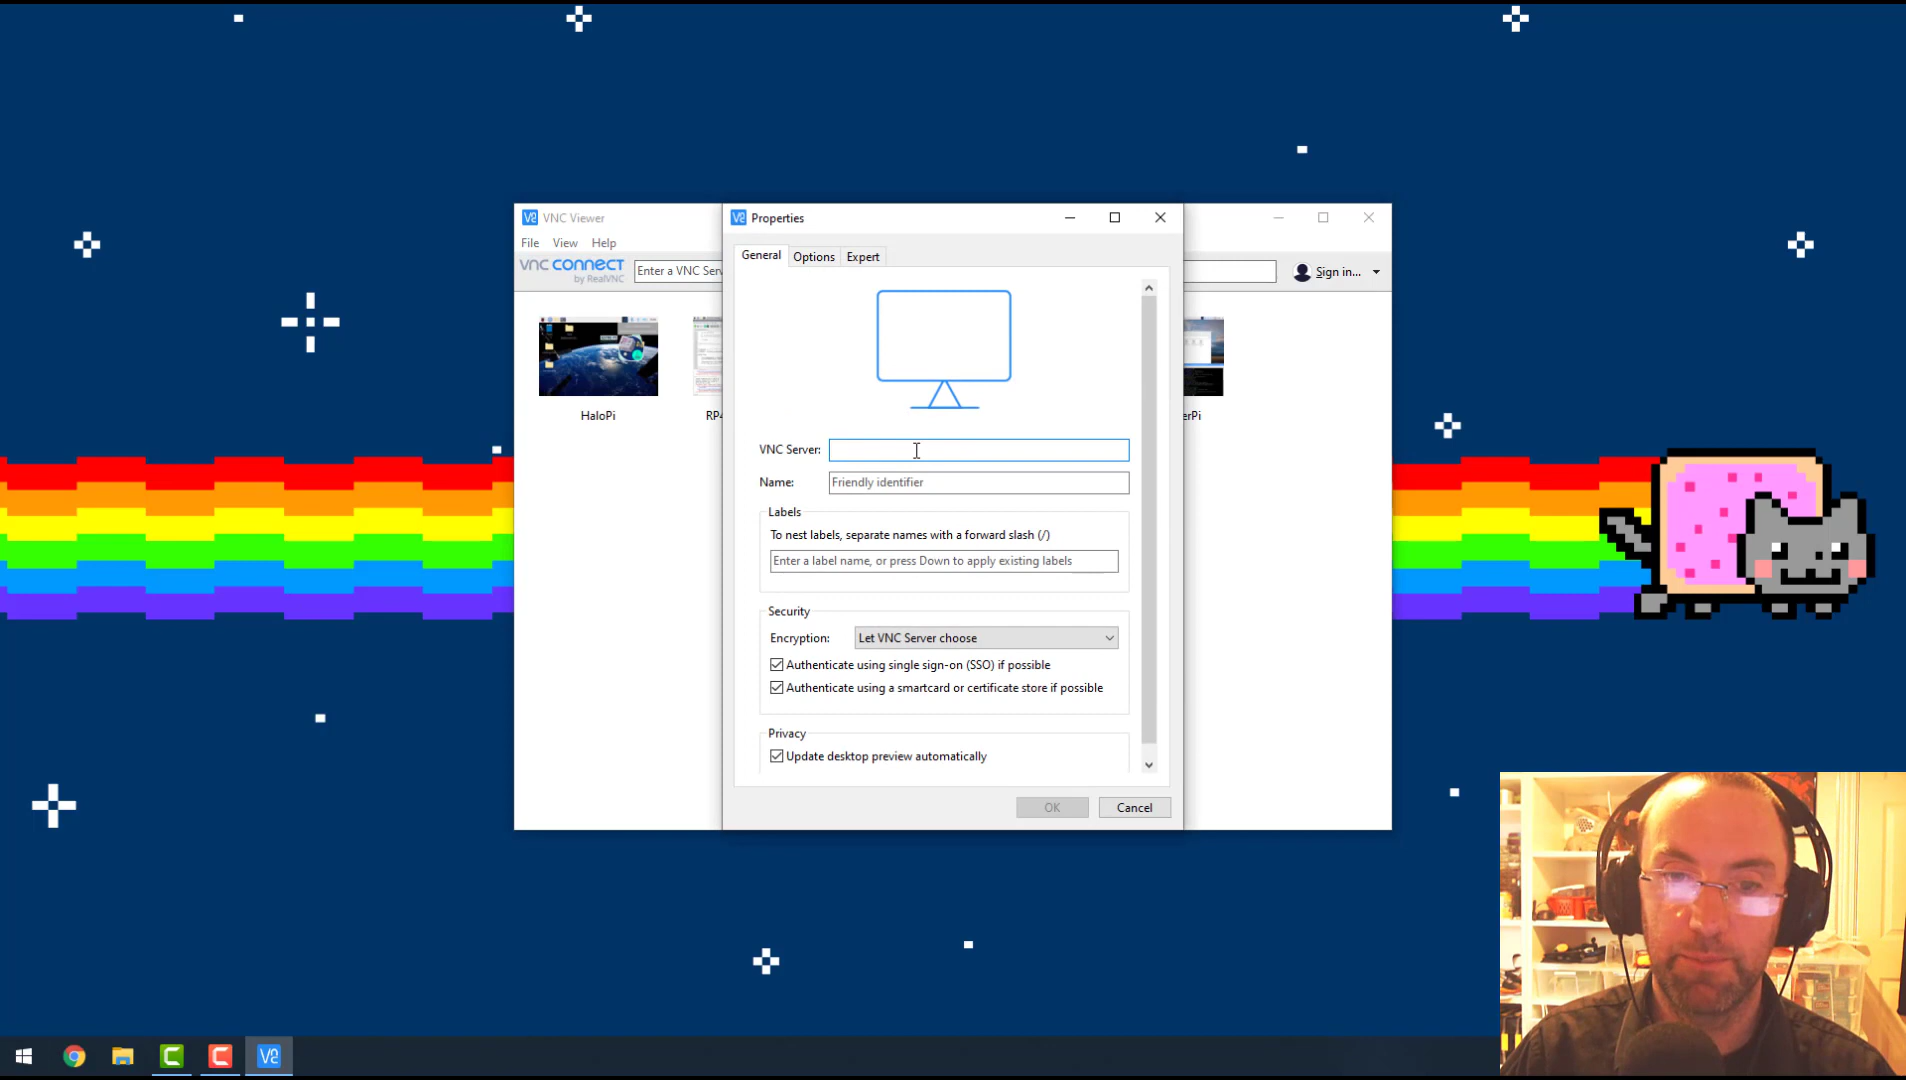 VNC Viewer
File View Help
vnc connect
by RealVNC
Enter a VNC Serv
Sign in...
HaloPi
RP4
erPi
Properties
General Options Expert
VNC Server:
Name: Friendly identifier
Labels
To nest labels, separate names with a forward slash (/)
Enter a label name, or press Down to apply existing labels
Security
Encryption: Let VNC Server choose
Authenticate using single sign-on (SSO) if possible
Authenticate using a smartcard or certificate store if possible
Privacy
Update desktop preview automatically
OK Cancel